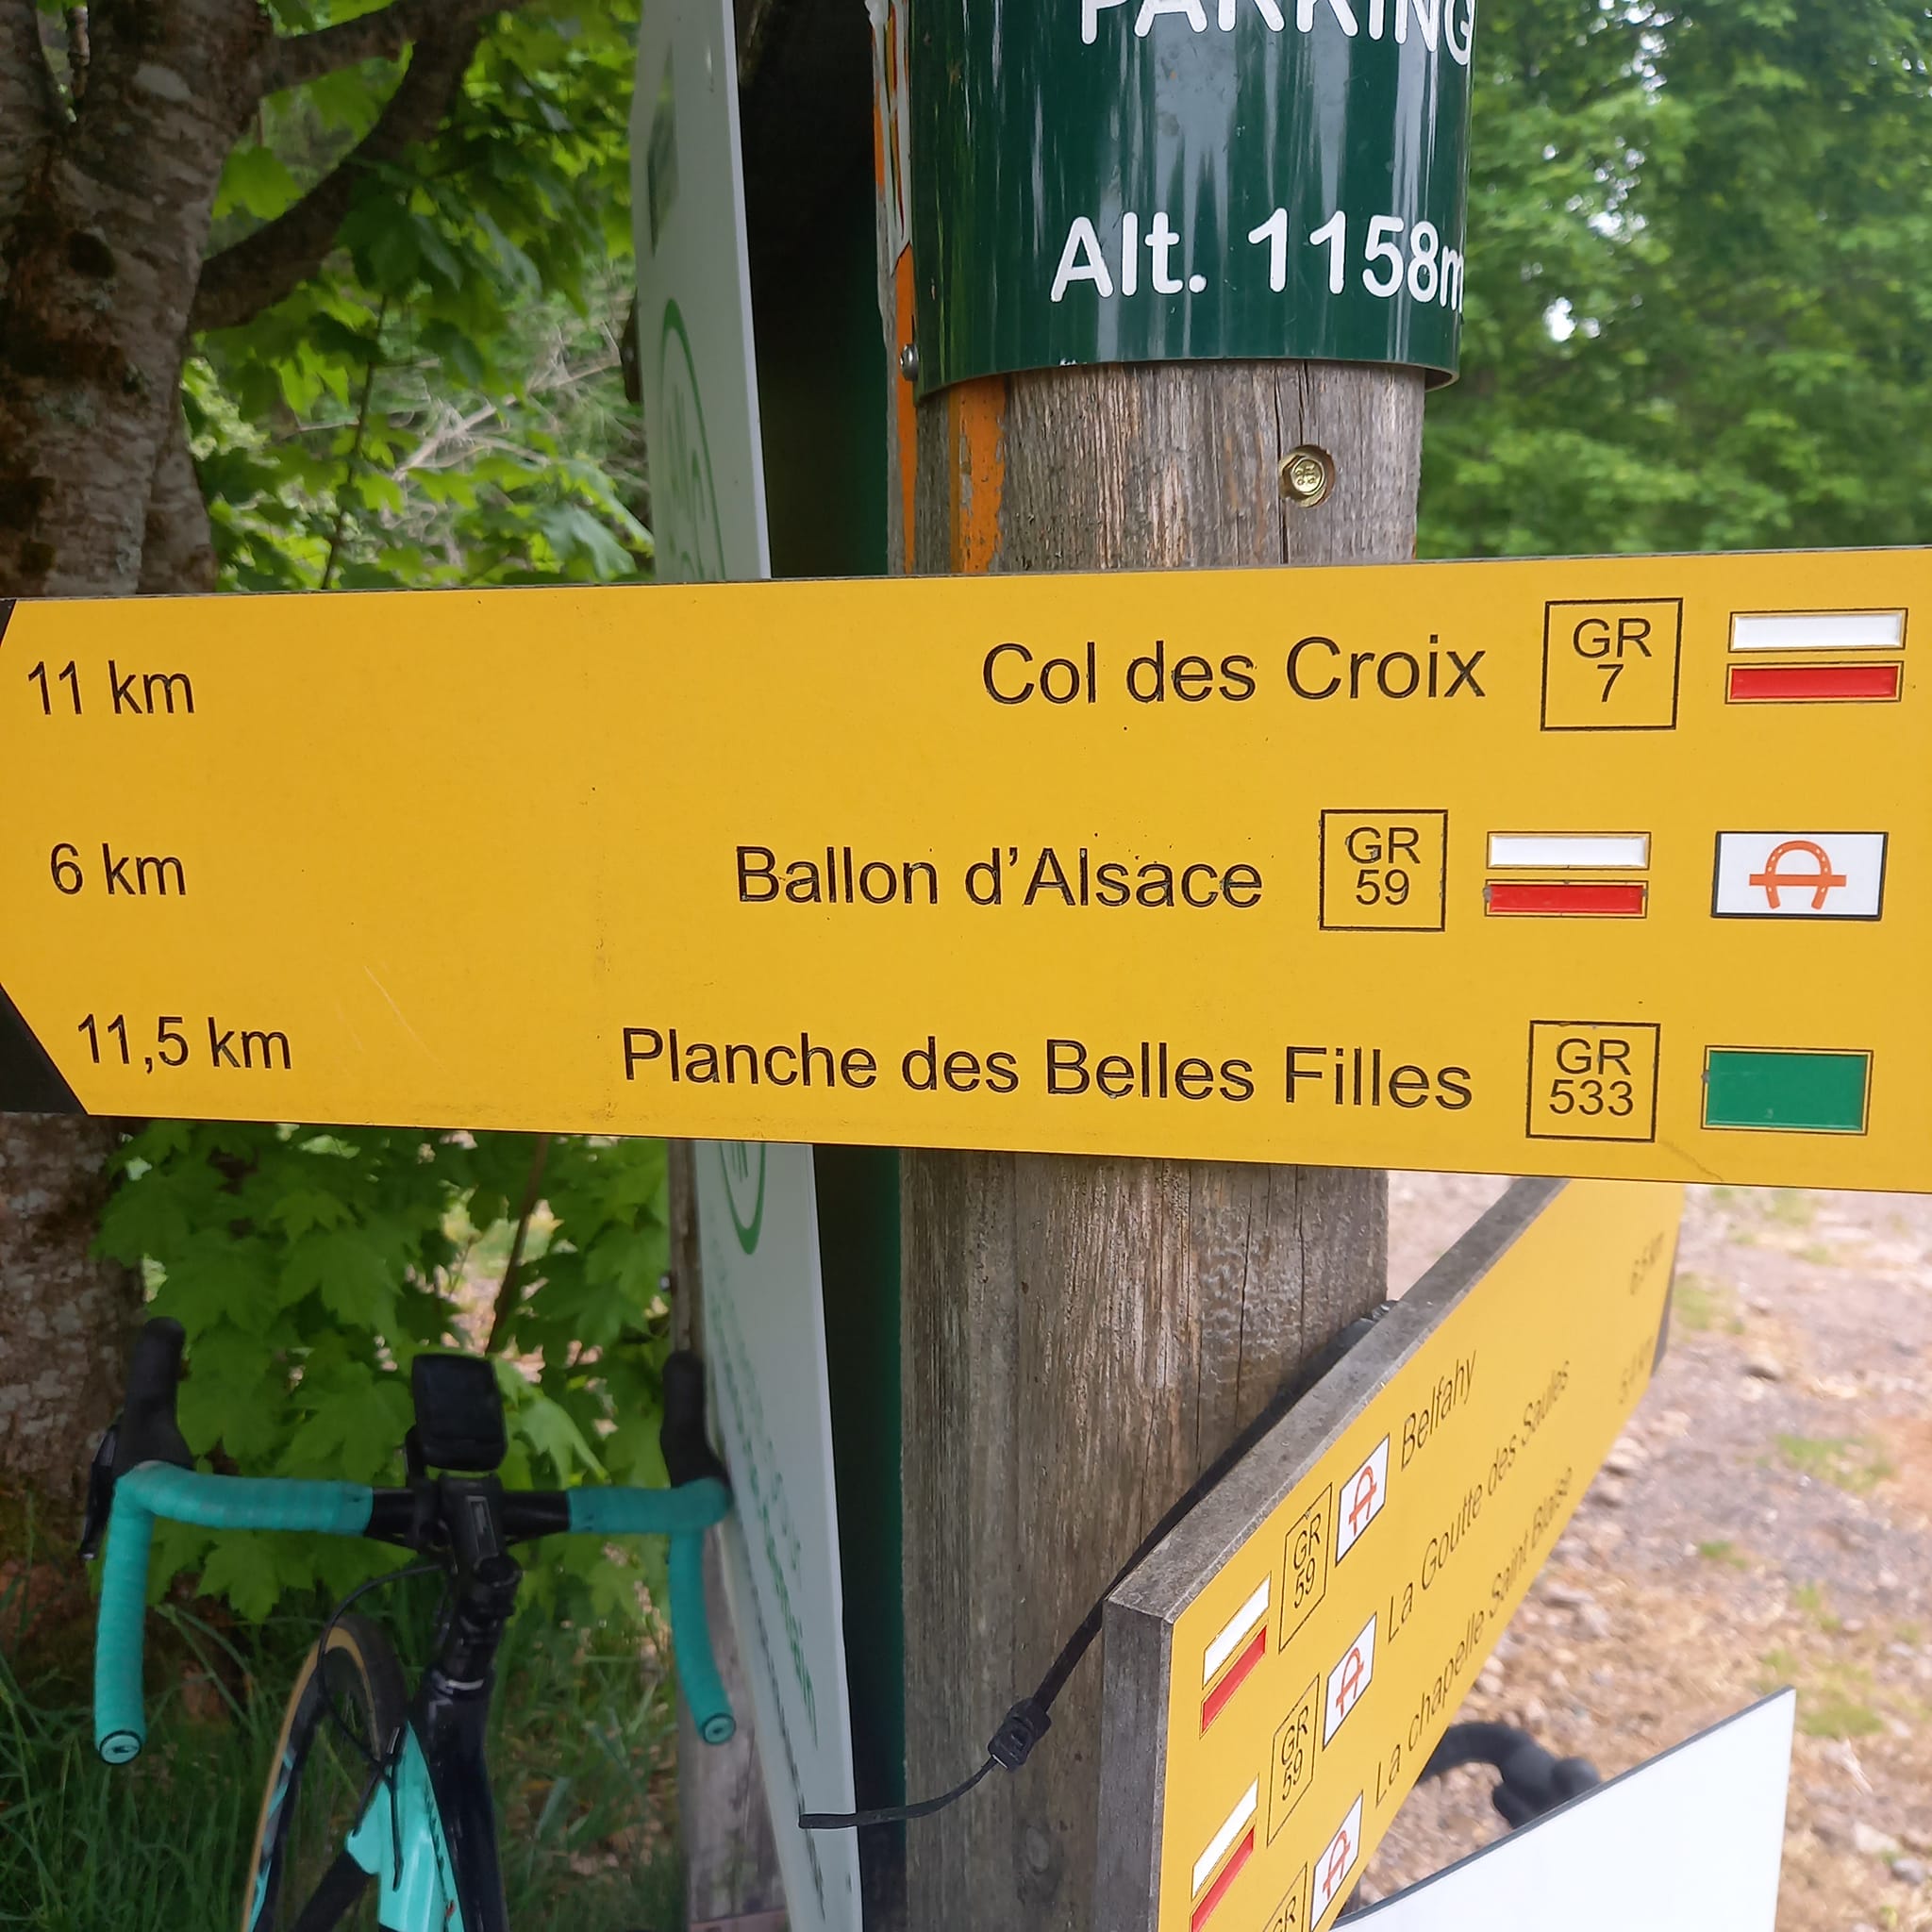 PARKING
Alt. 1158m
11 km Col des Croix GR 7
6 km Ballon d'Alsace GR 59
11,5 km Planche des Belles Filles GR 533
GR 59 Belfahy
GR 59 La Goutte des Saules
GR La chapelle Saint Blaise